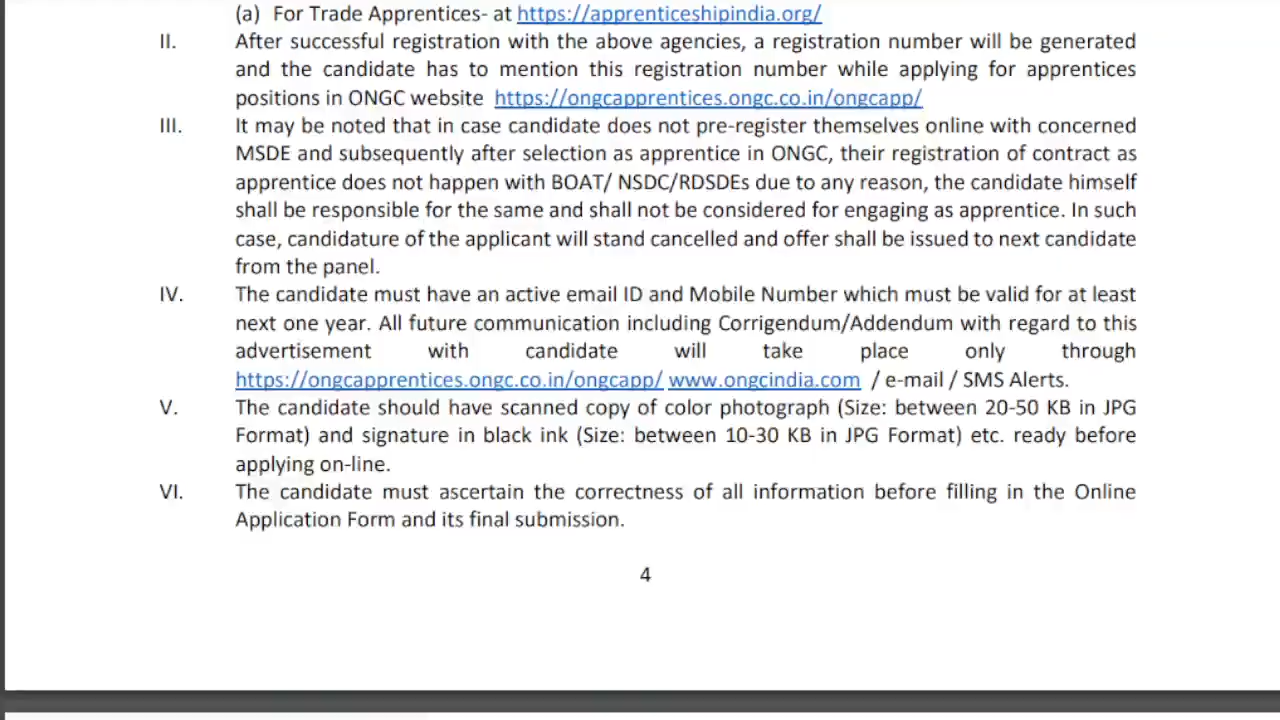 (a) For Trade Apprentices- at https://apprenticeshipindia.org/
II. After successful registration with the above agencies, a registration number will be generated
and the candidate has to mention this registration number while applying for apprentices
positions in ONGC website https://ongcapprentices.ongc.co.in/ongcapp/
III. It may be noted that in case candidate does not pre-register themselves online with concerned
MSDE and subsequently after selection as apprentice in ONGC, their registration of contract as
apprentice does not happen with BOAT/ NSDC/RDSDEs due to any reason, the candidate himself
shall be responsible for the same and shall not be considered for engaging as apprentice. In such
case, candidature of the applicant will stand cancelled and offer shall be issued to next candidate
from the panel.
IV. The candidate must have an active email ID and Mobile Number which must be valid for at least
next one year. All future communication including Corrigendum/Addendum with regard to this
advertisement with candidate will take place only through
https://ongcapprentices.ongc.co.in/ongcapp/ www.ongcindia.com / e-mail / SMS Alerts.
V. The candidate should have scanned copy of color photograph (Size: between 20-50 KB in JPG
Format) and signature in black ink (Size: between 10-30 KB in JPG Format) etc. ready before
applying on-line.
VI. The candidate must ascertain the correctness of all information before filling in the Online
Application Form and its final submission.
4